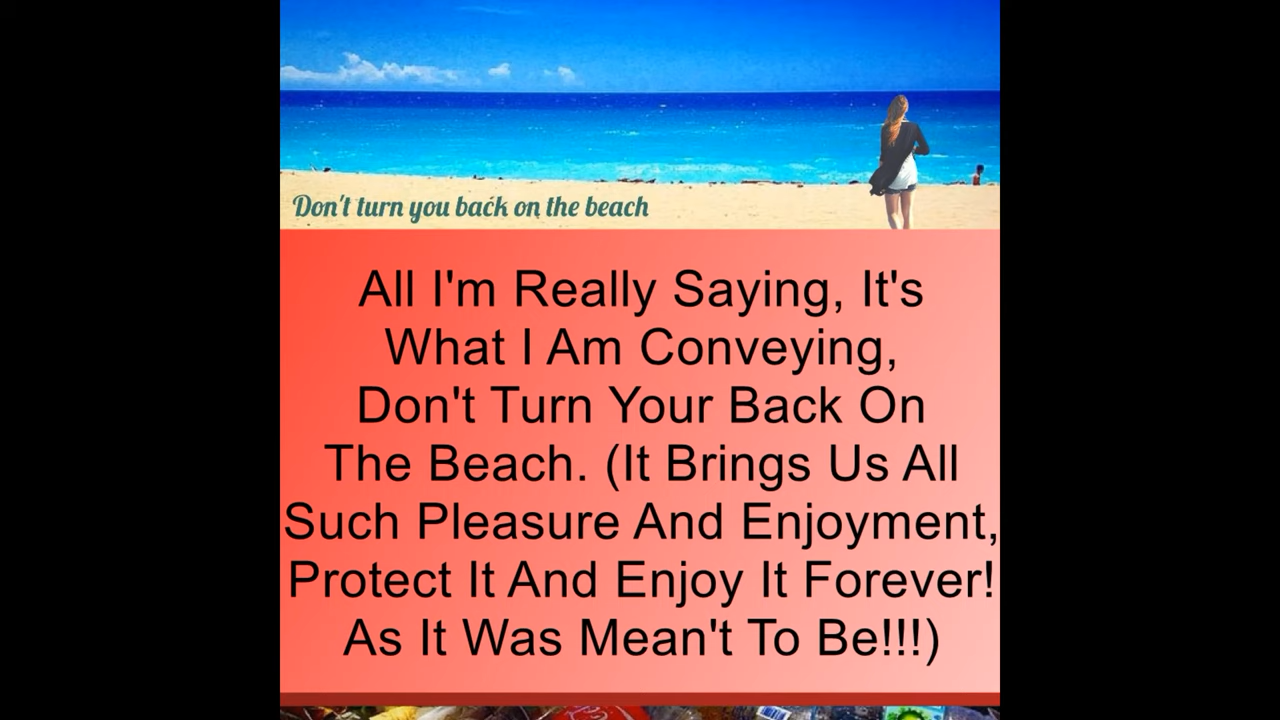 Don't turn you back on the beach
All I'm Really Saying, It's
What I Am Conveying,
Don't Turn Your Back On
The Beach. (It Brings Us All
Such Pleasure And Enjoyment,
Protect It And Enjoy It Forever!
As It Was Mean't To Be!!!)